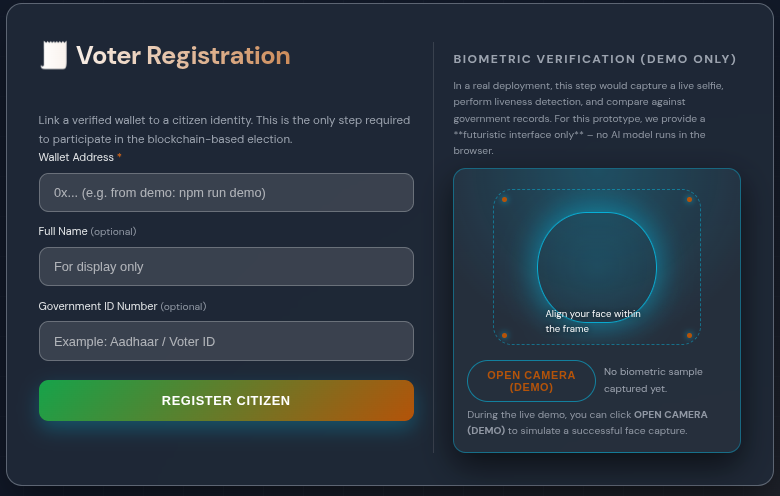 Voter Registration
Link a verified wallet to a citizen identity. This is the only step required
to participate in the blockchain-based election.
Wallet Address *
0x... (e.g. from demo: npm run demo)
Full Name (optional)
For display only
Government ID Number (optional)
Example: Aadhaar / Voter ID
REGISTER CITIZEN
BIOMETRIC VERIFICATION (DEMO ONLY)
In a real deployment, this step would capture a live selfie,
perform liveness detection, and compare against
government records. For this prototype, we provide a
**futuristic interface only** – no AI model runs in the
browser.
Align your face within
the frame
OPEN CAMERA
(DEMO)
No biometric sample
captured yet.
During the live demo, you can click OPEN CAMERA
(DEMO) to simulate a successful face capture.